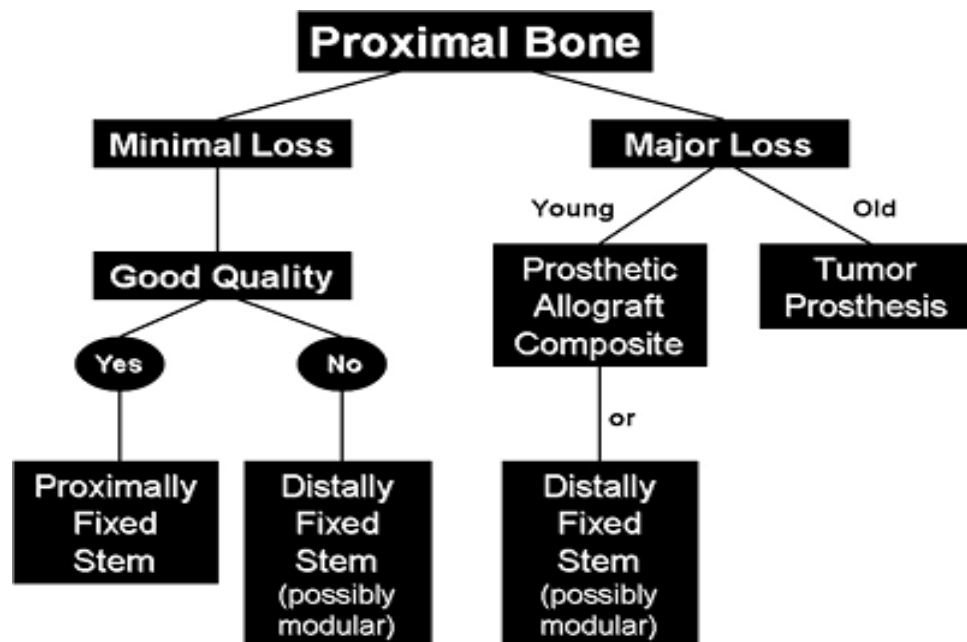 Proximal Bone
Minimal Loss
Major Loss
Young
Old
Good Quality
Prosthetic
Allograft
Composite
Tumor
Prosthesis
Yes
No
or
Proximally
Fixed
Stem
Distally
Fixed
Stem
(possibly
modular)
Distally
Fixed
Stem
(possibly
modular)